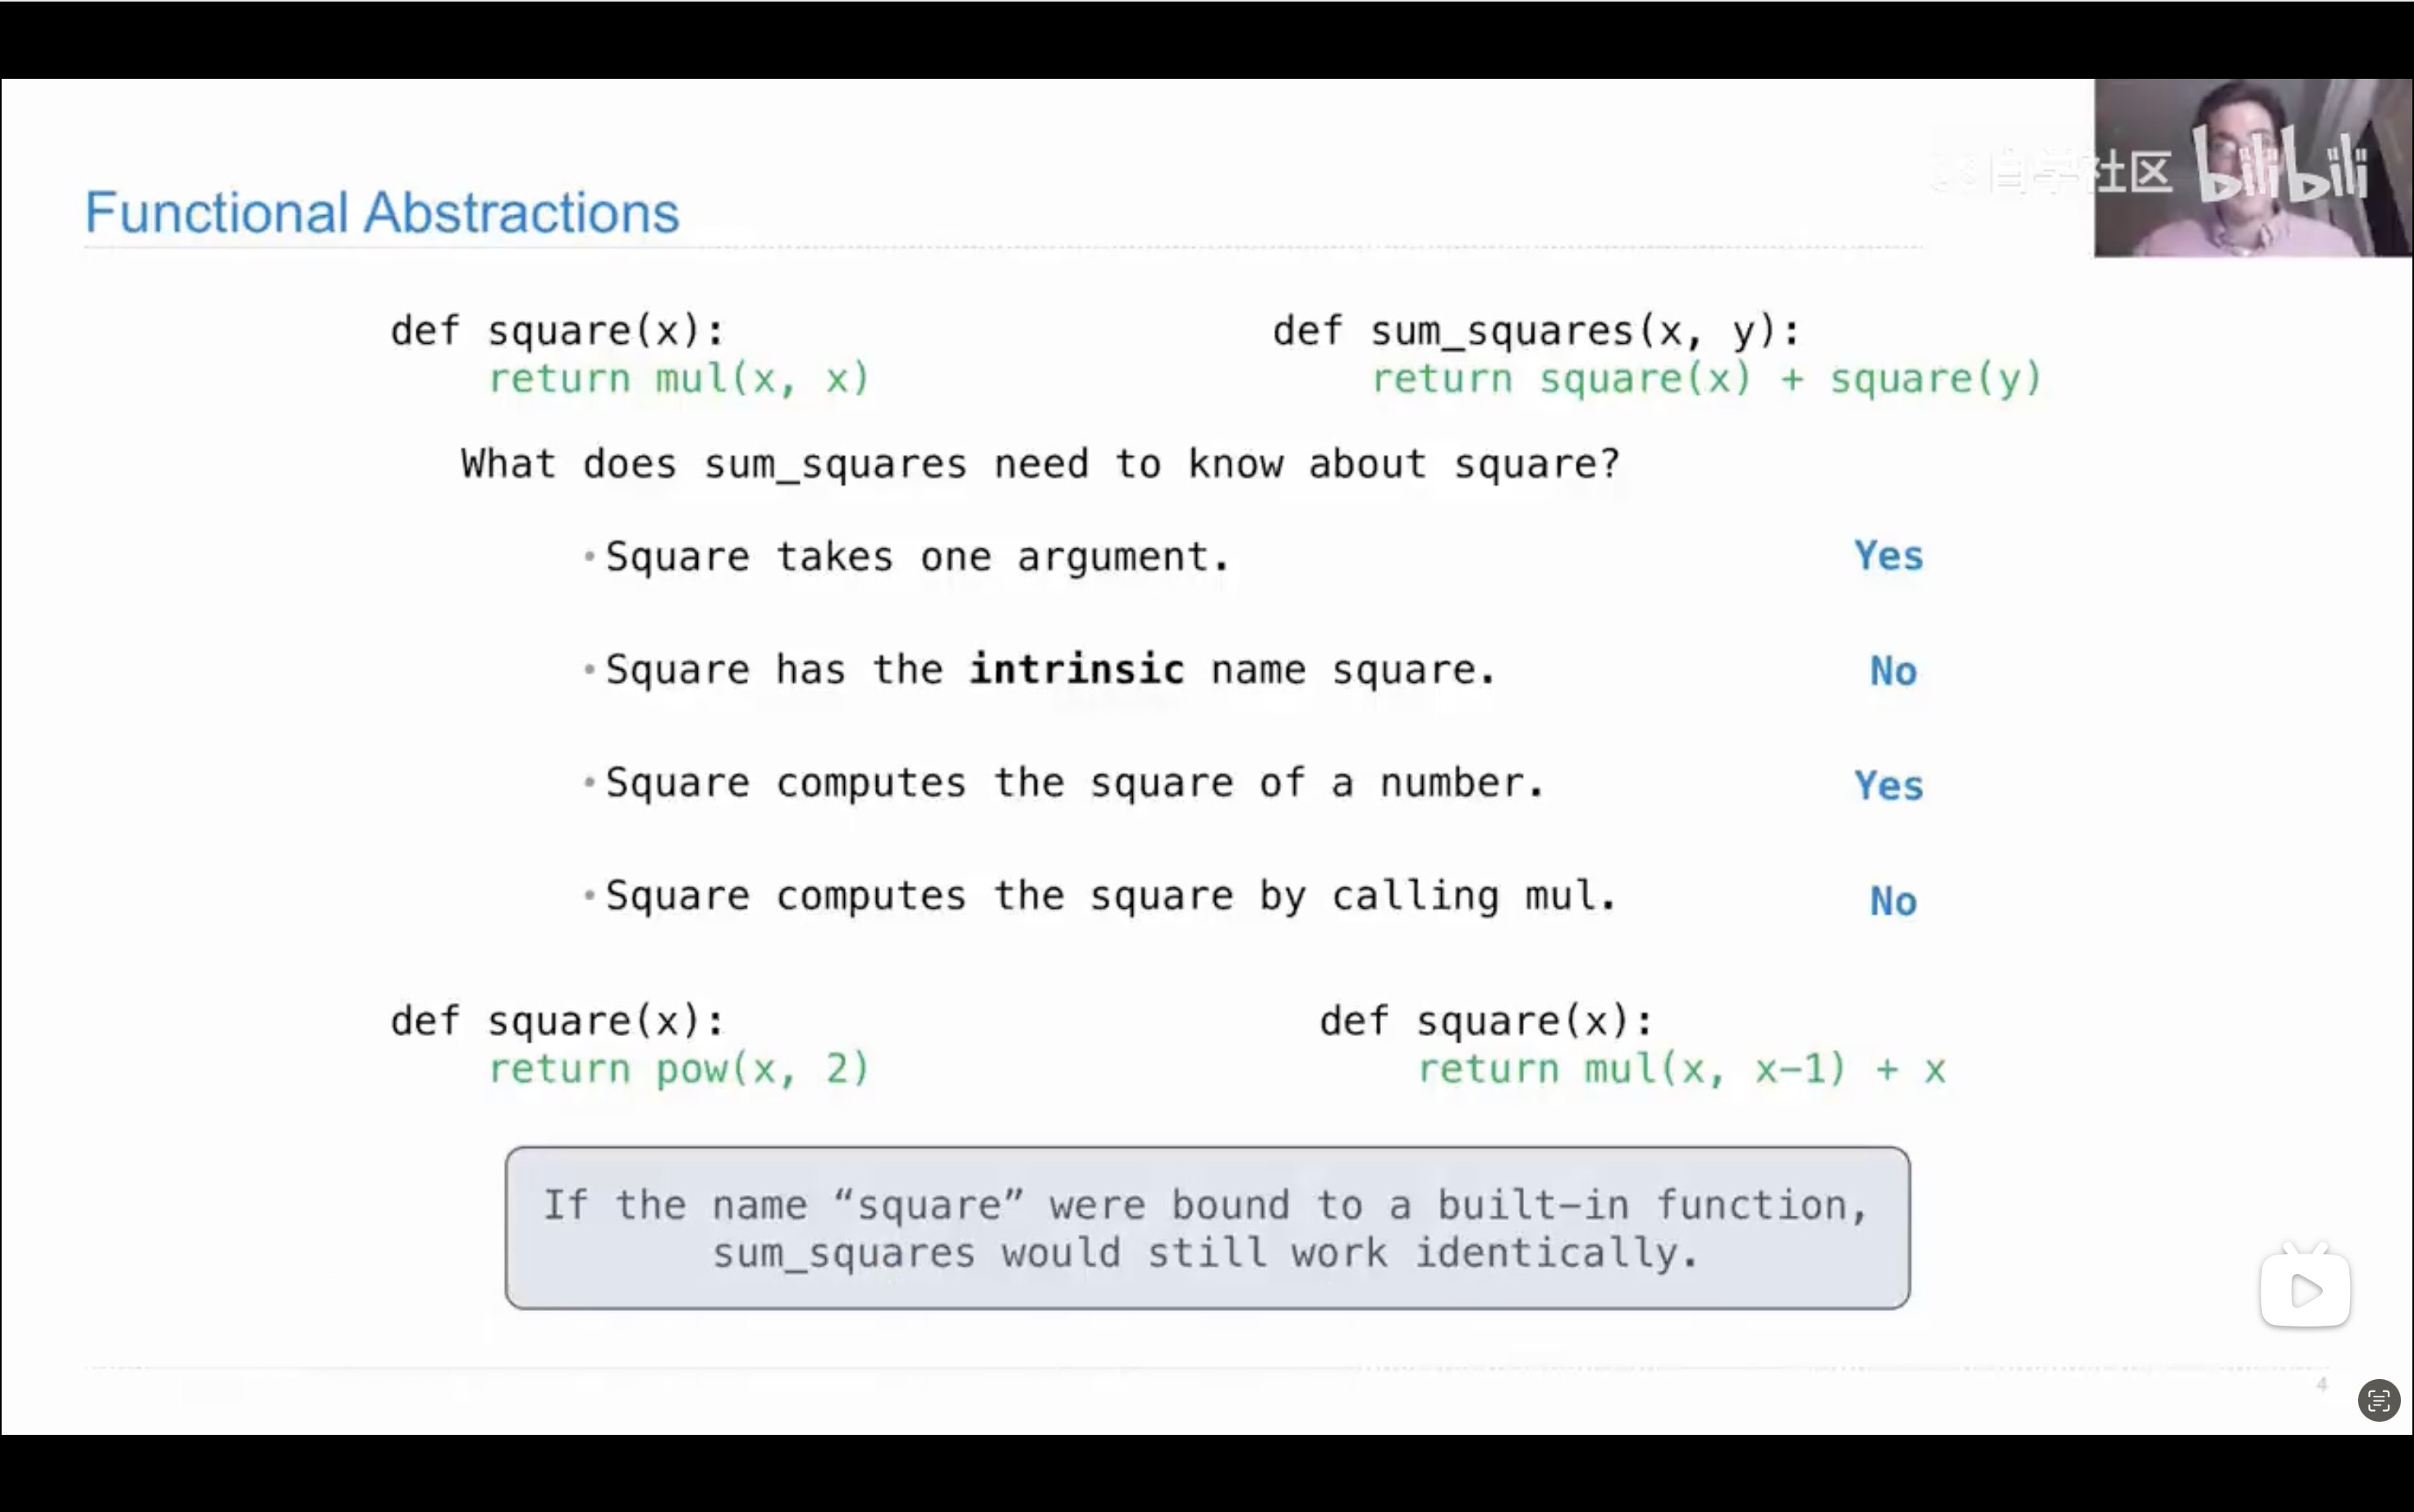 自学社区 bilibili
Functional Abstractions
def square(x):
    return mul(x, x)
def sum_squares(x, y):
    return square(x) + square(y)
What does sum_squares need to know about square?
•Square takes one argument. Yes
•Square has the intrinsic name square. No
•Square computes the square of a number. Yes
•Square computes the square by calling mul. No
def square(x):
    return pow(x, 2)
def square(x):
    return mul(x, x–1) + x
If the name “square” were bound to a built–in function,
sum_squares would still work identically.
4